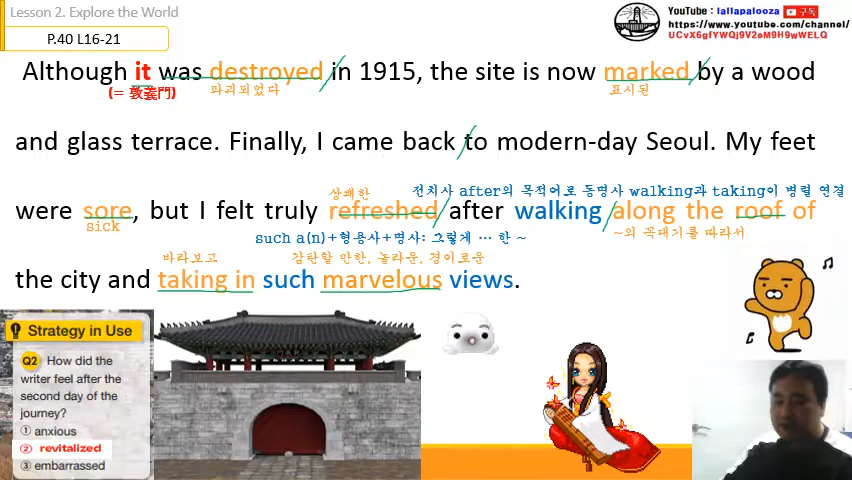 Lesson 2. Explore the World
P.40 L16-21
YouTube : lallapalooza 구독
https://www.youtube.com/channel/
UCvX6gfYWQj9V2eM9H9wWELQ
Although it was destroyed in 1915, the site is now marked by a wood
(= 敦義門) 파괴되었다 표시된
and glass terrace. Finally, I came back to modern-day Seoul. My feet
상쾌한 전치사 after의 목적어로 동명사 walking과 taking이 병렬 연결
were sore, but I felt truly refreshed after walking along the roof of
sick such a(n)+형용사+명사: 그렇게 … 한 ~ ~의 꼭대기를 따라서
바라보고 감탄할 만한, 놀라운, 경이로운
the city and taking in such marvelous views.
Strategy in Use
Q2 How did the
writer feel after the
second day of the
journey?
① anxious
② revitalized
③ embarrassed